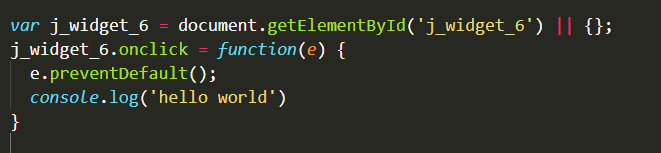 var j_widget_6 = document.getElementById('j_widget_6') || {};
j_widget_6.onclick = function(e) {
  e.preventDefault();
  console.log('hello world')
}